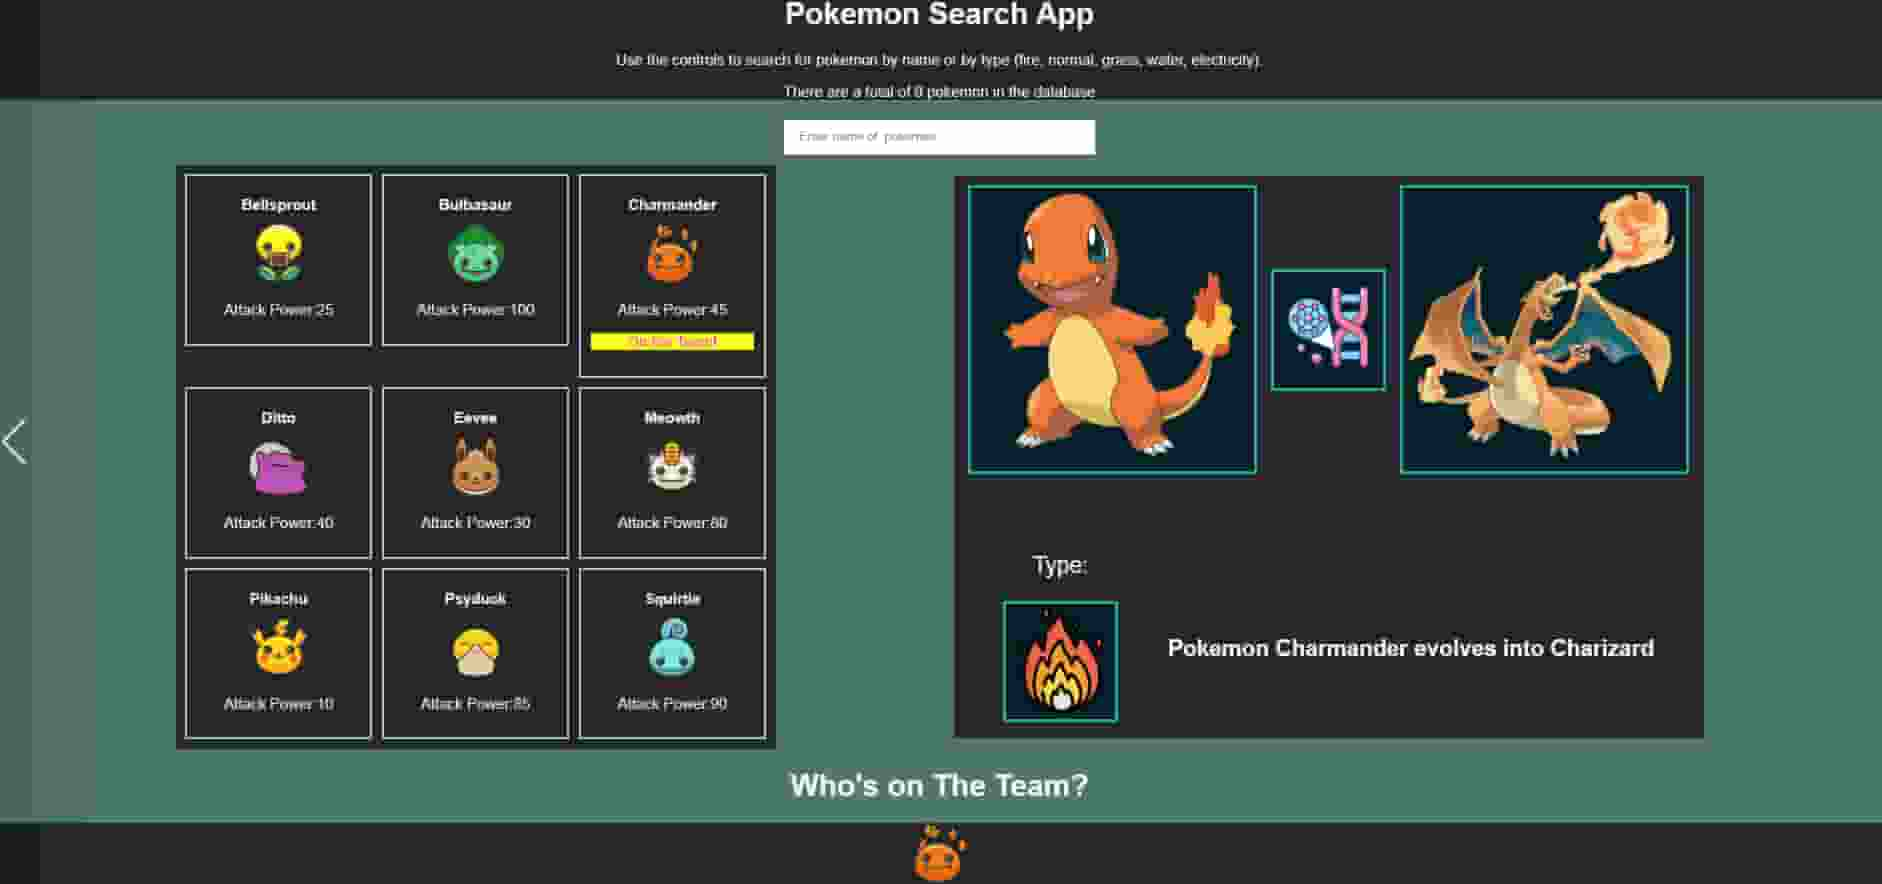 Pokemon Search App
Use the controls to search for pokemon by name or by type (fire, normal, grass, water, electricity).
There are a total of 0 pokemon in the database
Enter name of pokemon
Bellsprout
Bulbasaur
Charmander
Attack Power:25
Attack Power:100
Attack Power:45
On the Team!
Ditto
Eevee
Meowth
Attack Power:40
Attack Power:30
Attack Power:80
Type:
Pikachu
Psyduck
Squirtle
Pokemon Charmander evolves into Charizard
Attack Power:10
Attack Power:85
Attack Power:90
Who's on The Team?